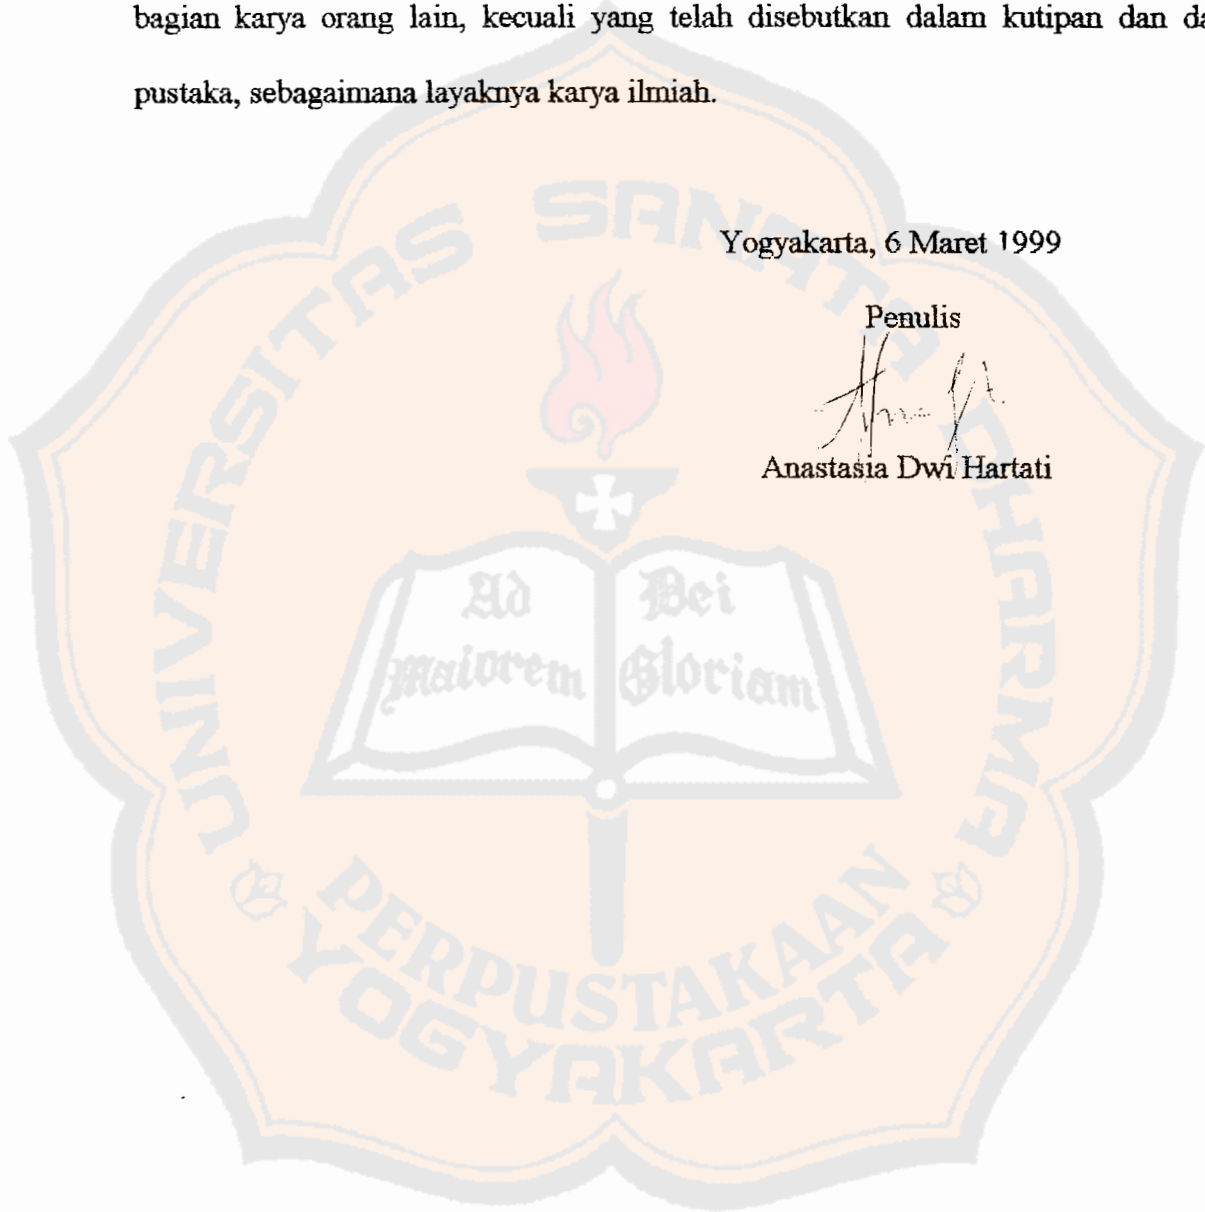 bagian karya orang lain, kecuali yang telah disebutkan dalam kutipan dan
pustaka, sebagaimana layaknya karya ilmiah.
Yogyakarta, 6 Maret 1999
Penulis
Anastasia Dwi Hartati
UNIVERSITAS SANATA DHARMA
Ad Dei
Maiorem Gloriam
PERPUSTAKAAN
YOGYAKARTA